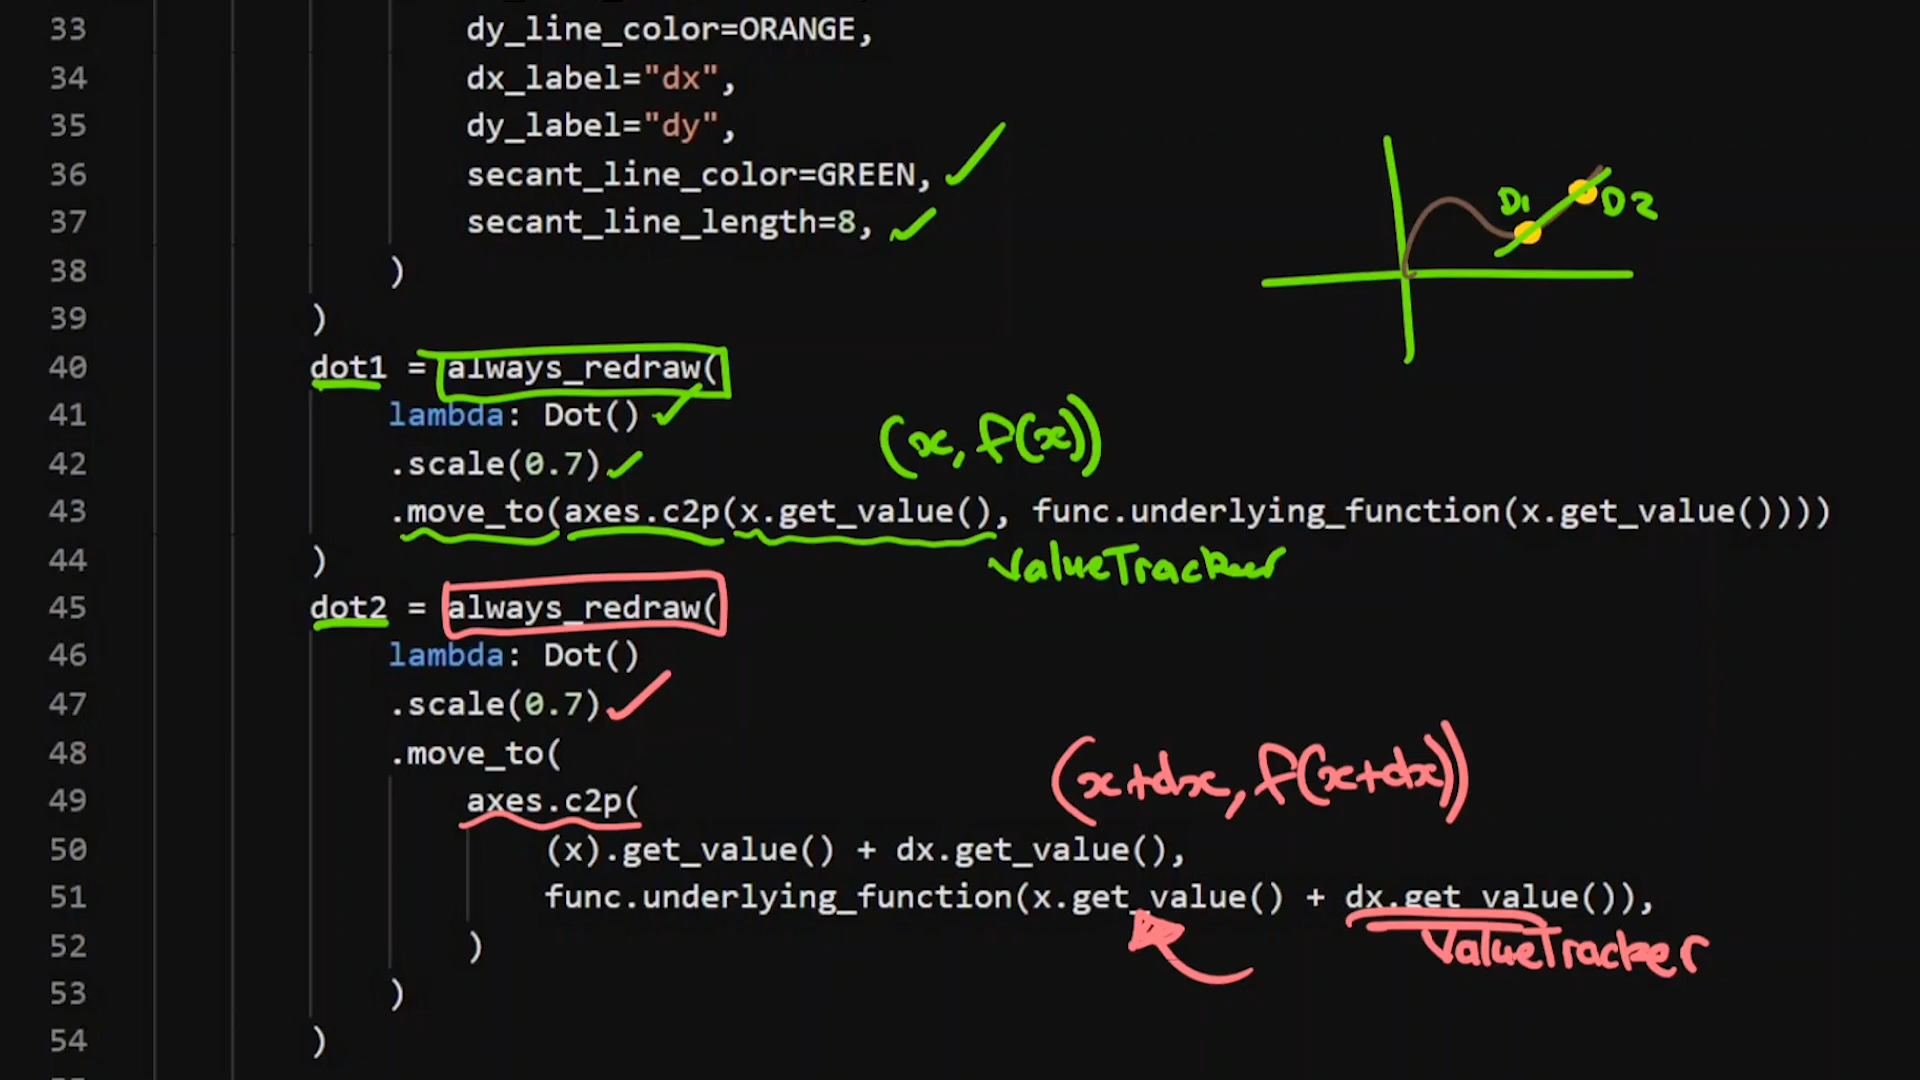 33 dy_line_color=ORANGE,
34 dx_label="dx",
35 dy_label="dy",
36 secant_line_color=GREEN,
37 secant_line_length=8,
D1 D2
38 )
39 )
40 dot1 = always_redraw(
41 lambda: Dot()
(x, f(x))
42 .scale(0.7)
43 .move_to(axes.c2p(x.get_value(), func.underlying_function(x.get_value())))
44 )
ValueTracker
45 dot2 = always_redraw(
46 lambda: Dot()
47 .scale(0.7)
48 .move_to(
(x+dx, f(x+dx))
49 axes.c2p(
50 (x).get_value() + dx.get_value(),
51 func.underlying_function(x.get_value() + dx.get_value()),
52 )
ValueTracker
53 )
54 )